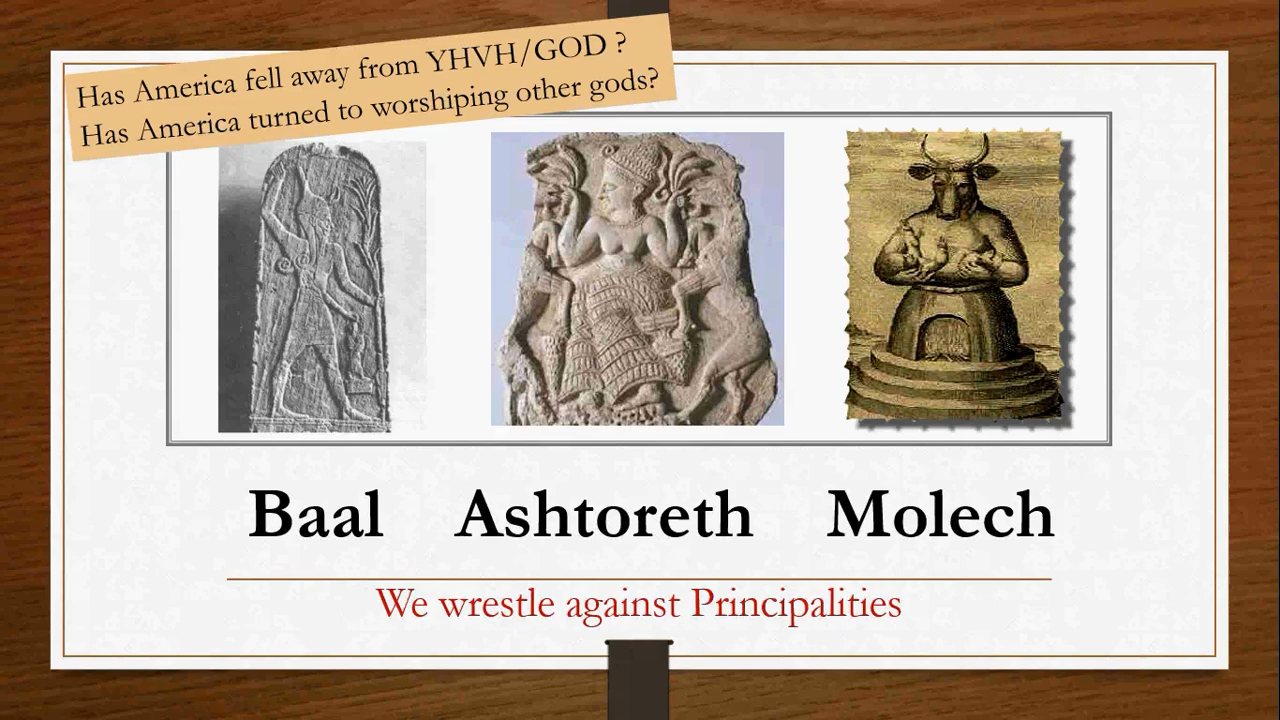 Has America fell away from YHVH/GOD ?
Has America turned to worshiping other gods?
Baal Ashtoreth Molech
We wrestle against Principalities